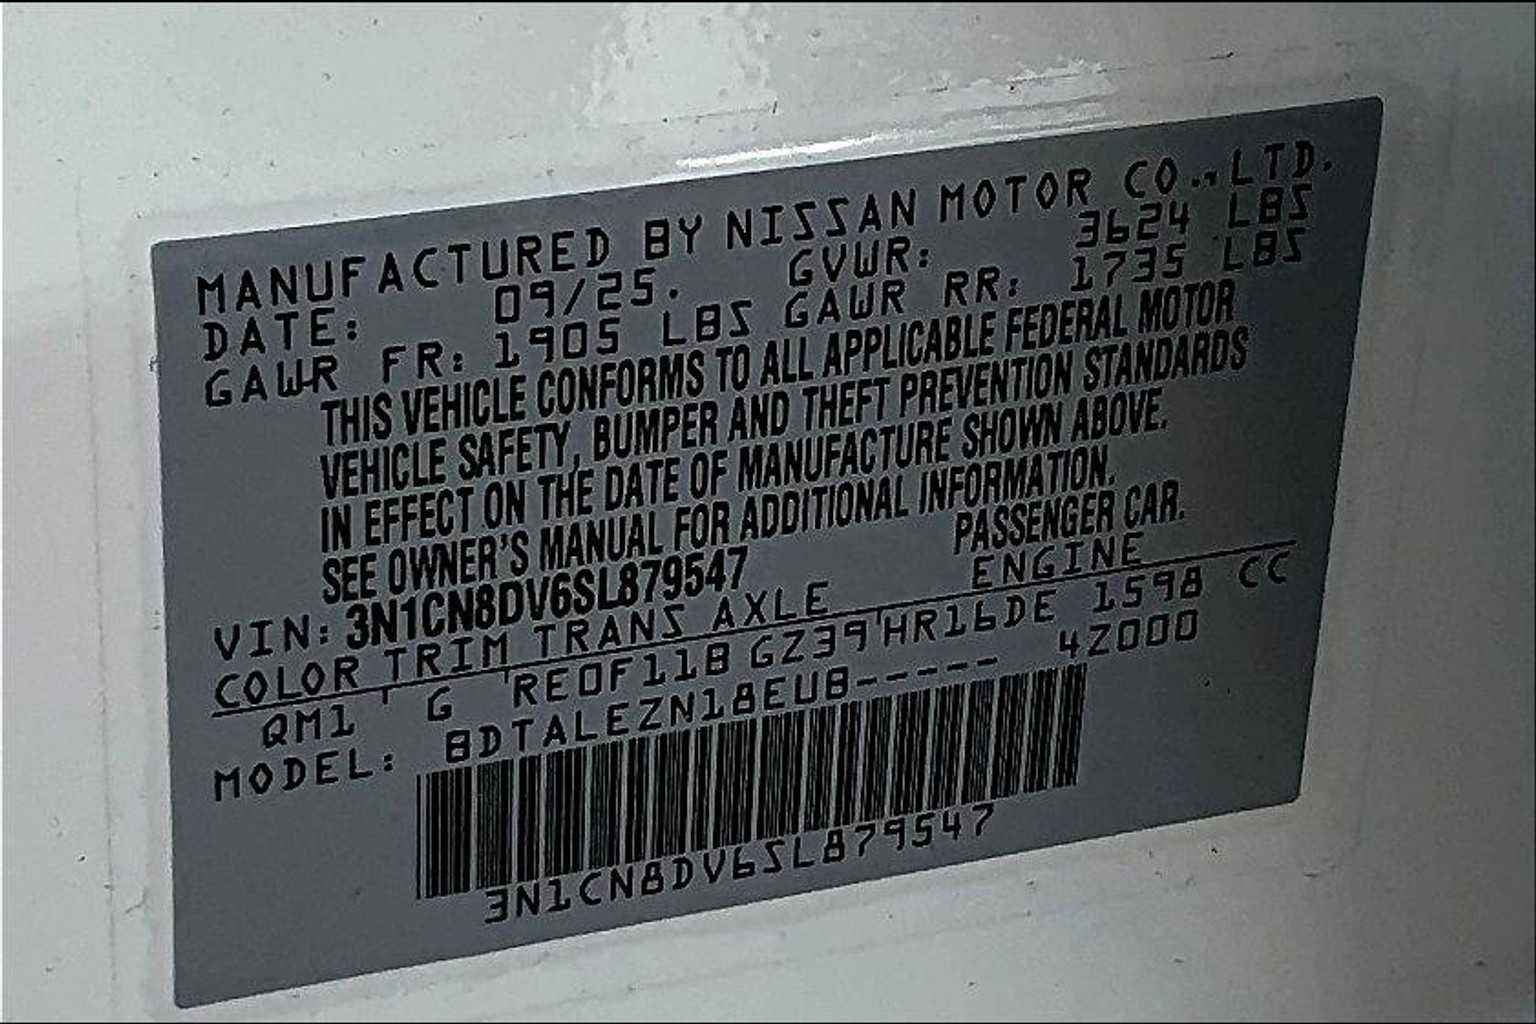 MANUFACTURED BY NISSAN MOTOR CO., LTD.
DATE: 09/25. GVWR: 3624 LBS
GAWR FR: 1905 LBS GAWR RR: 1735 LBS
THIS VEHICLE CONFORMS TO ALL APPLICABLE FEDERAL MOTOR
VEHICLE SAFETY, BUMPER AND THEFT PREVENTION STANDARDS
IN EFFECT ON THE DATE OF MANUFACTURE SHOWN ABOVE.
SEE OWNER'S MANUAL FOR ADDITIONAL INFORMATION.
VIN: 3N1CN8DV6SL879547 PASSENGER CAR.
COLOR TRIM TRANS AXLE ENGINE
QM1 G RE0F11B GZ39 HR16DE 1598 CC
MODEL: BDTALEZN18EUB----- 4Z000
3N1CN8DV6SL879547